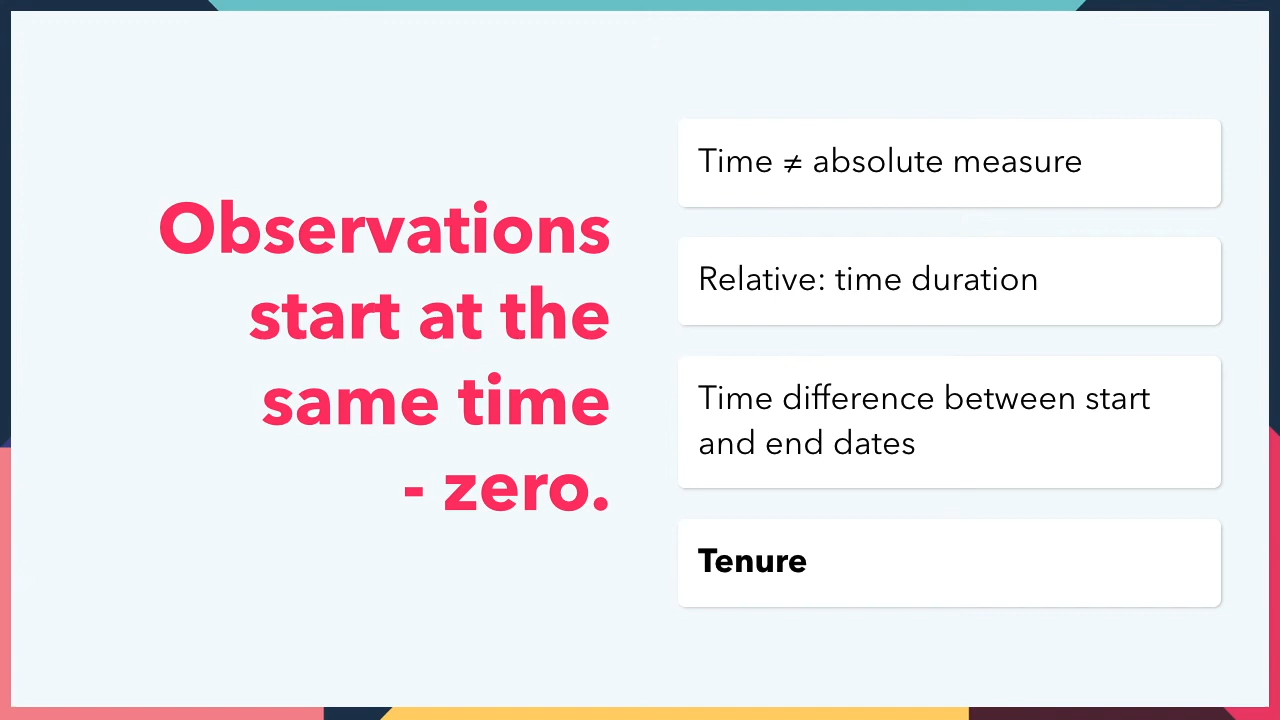 Observations
start at the
same time
- zero.
Time ≠ absolute measure
Relative: time duration
Time difference between start
and end dates
Tenure